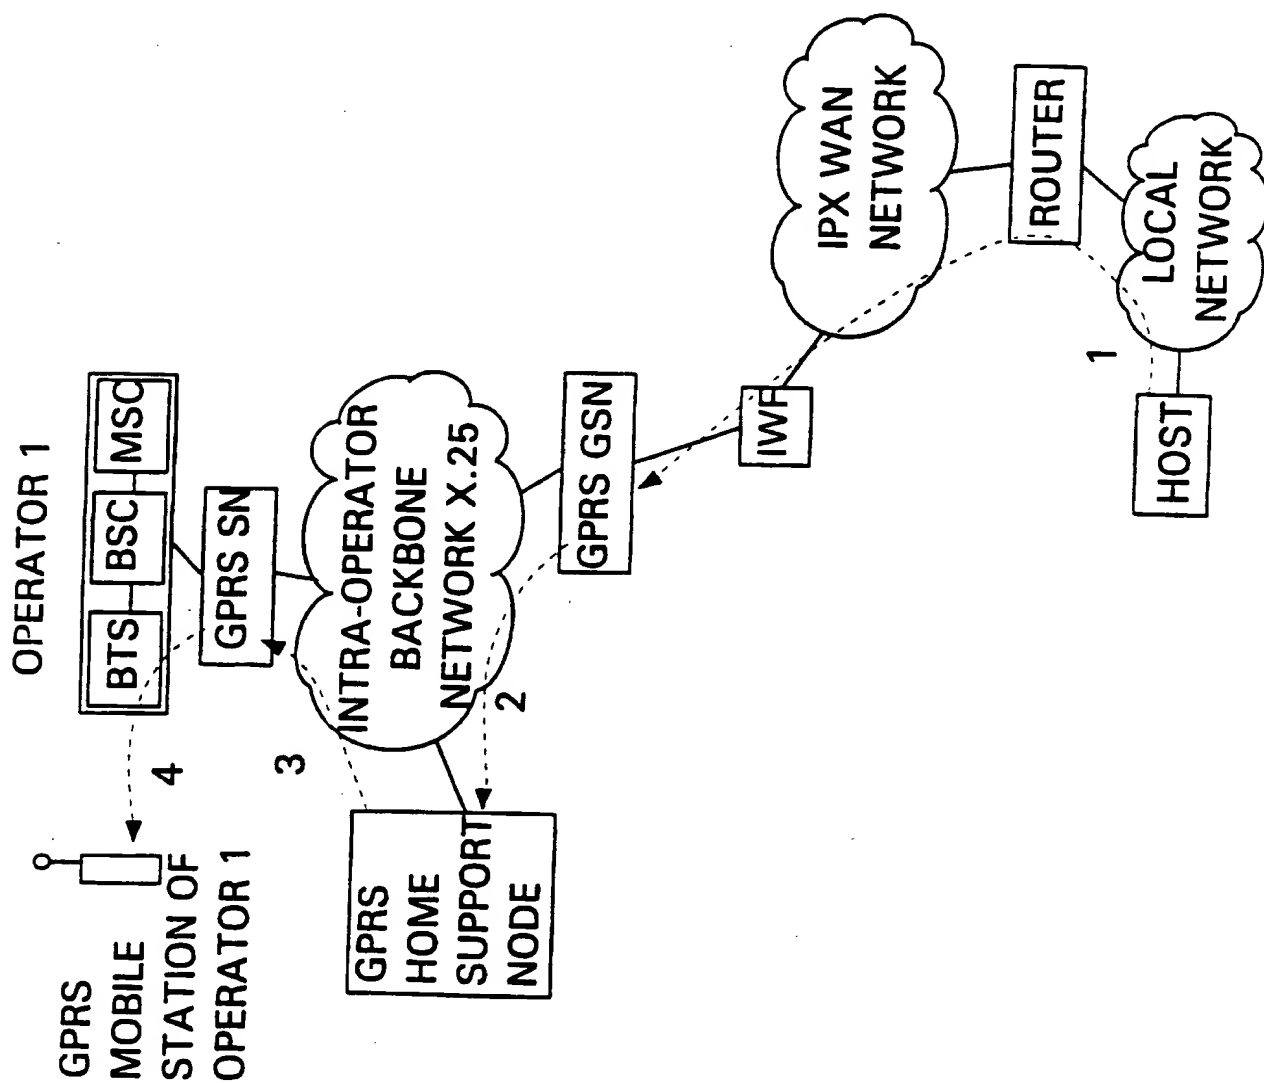 OPERATOR 1
BTS
BSC
MSC
GPRS
MOBILE
STATION OF
OPERATOR 1
4
GPRS SN
3
GPRS
HOME
SUPPORT
NODE
INTRA-OPERATOR
BACKBONE
NETWORK X.25
2
GPRS GSN
IWF
IPX WAN
NETWORK
ROUTER
1
HOST
LOCAL
NETWORK